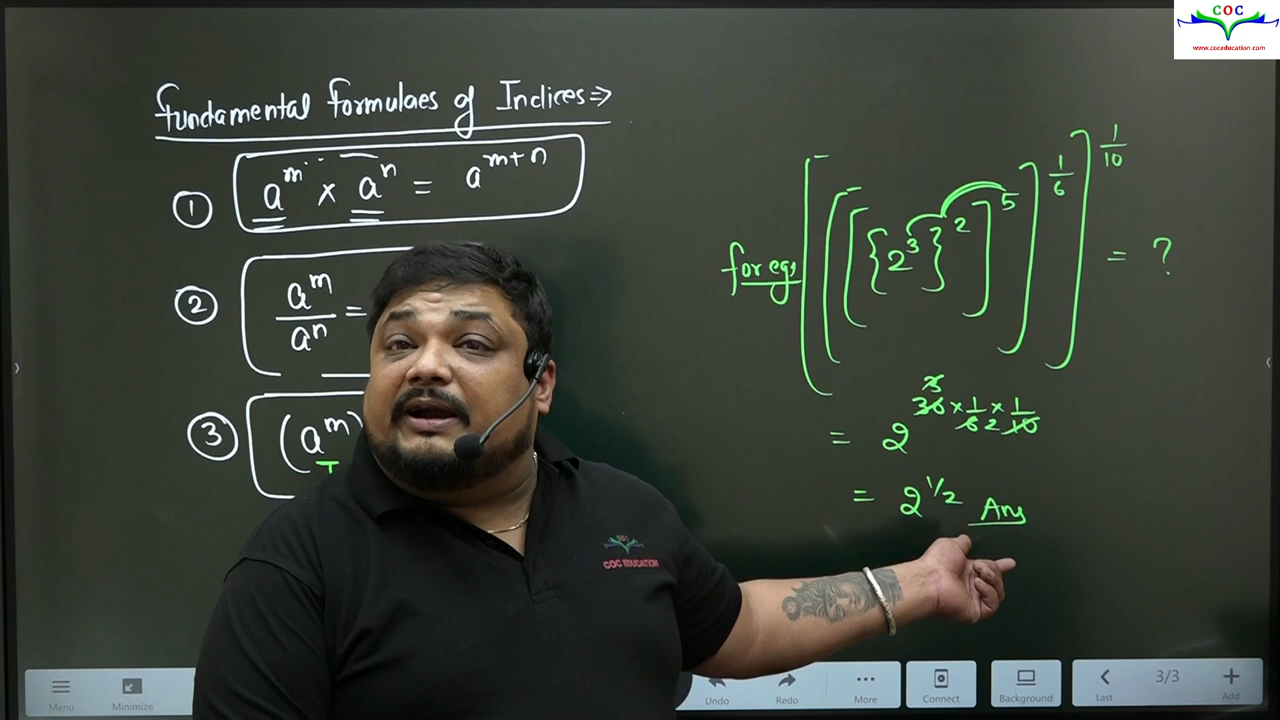 COC
www.coceducation.com
Fundamental Formulaes of Indices ⇒
① a^m × a^n = a^(m+n)
② a^m / a^n =
③ (a^m)
for eg, [([{2^3}^2]^5)^(1/6)]^(1/10) = ?
= 2^(30 × 1/6 × 1/10)
= 2^(1/2) Ans
COC EDUCATION
Menu
Minimize
Undo
Redo
More
Connect
Background
Last
3/3
Add